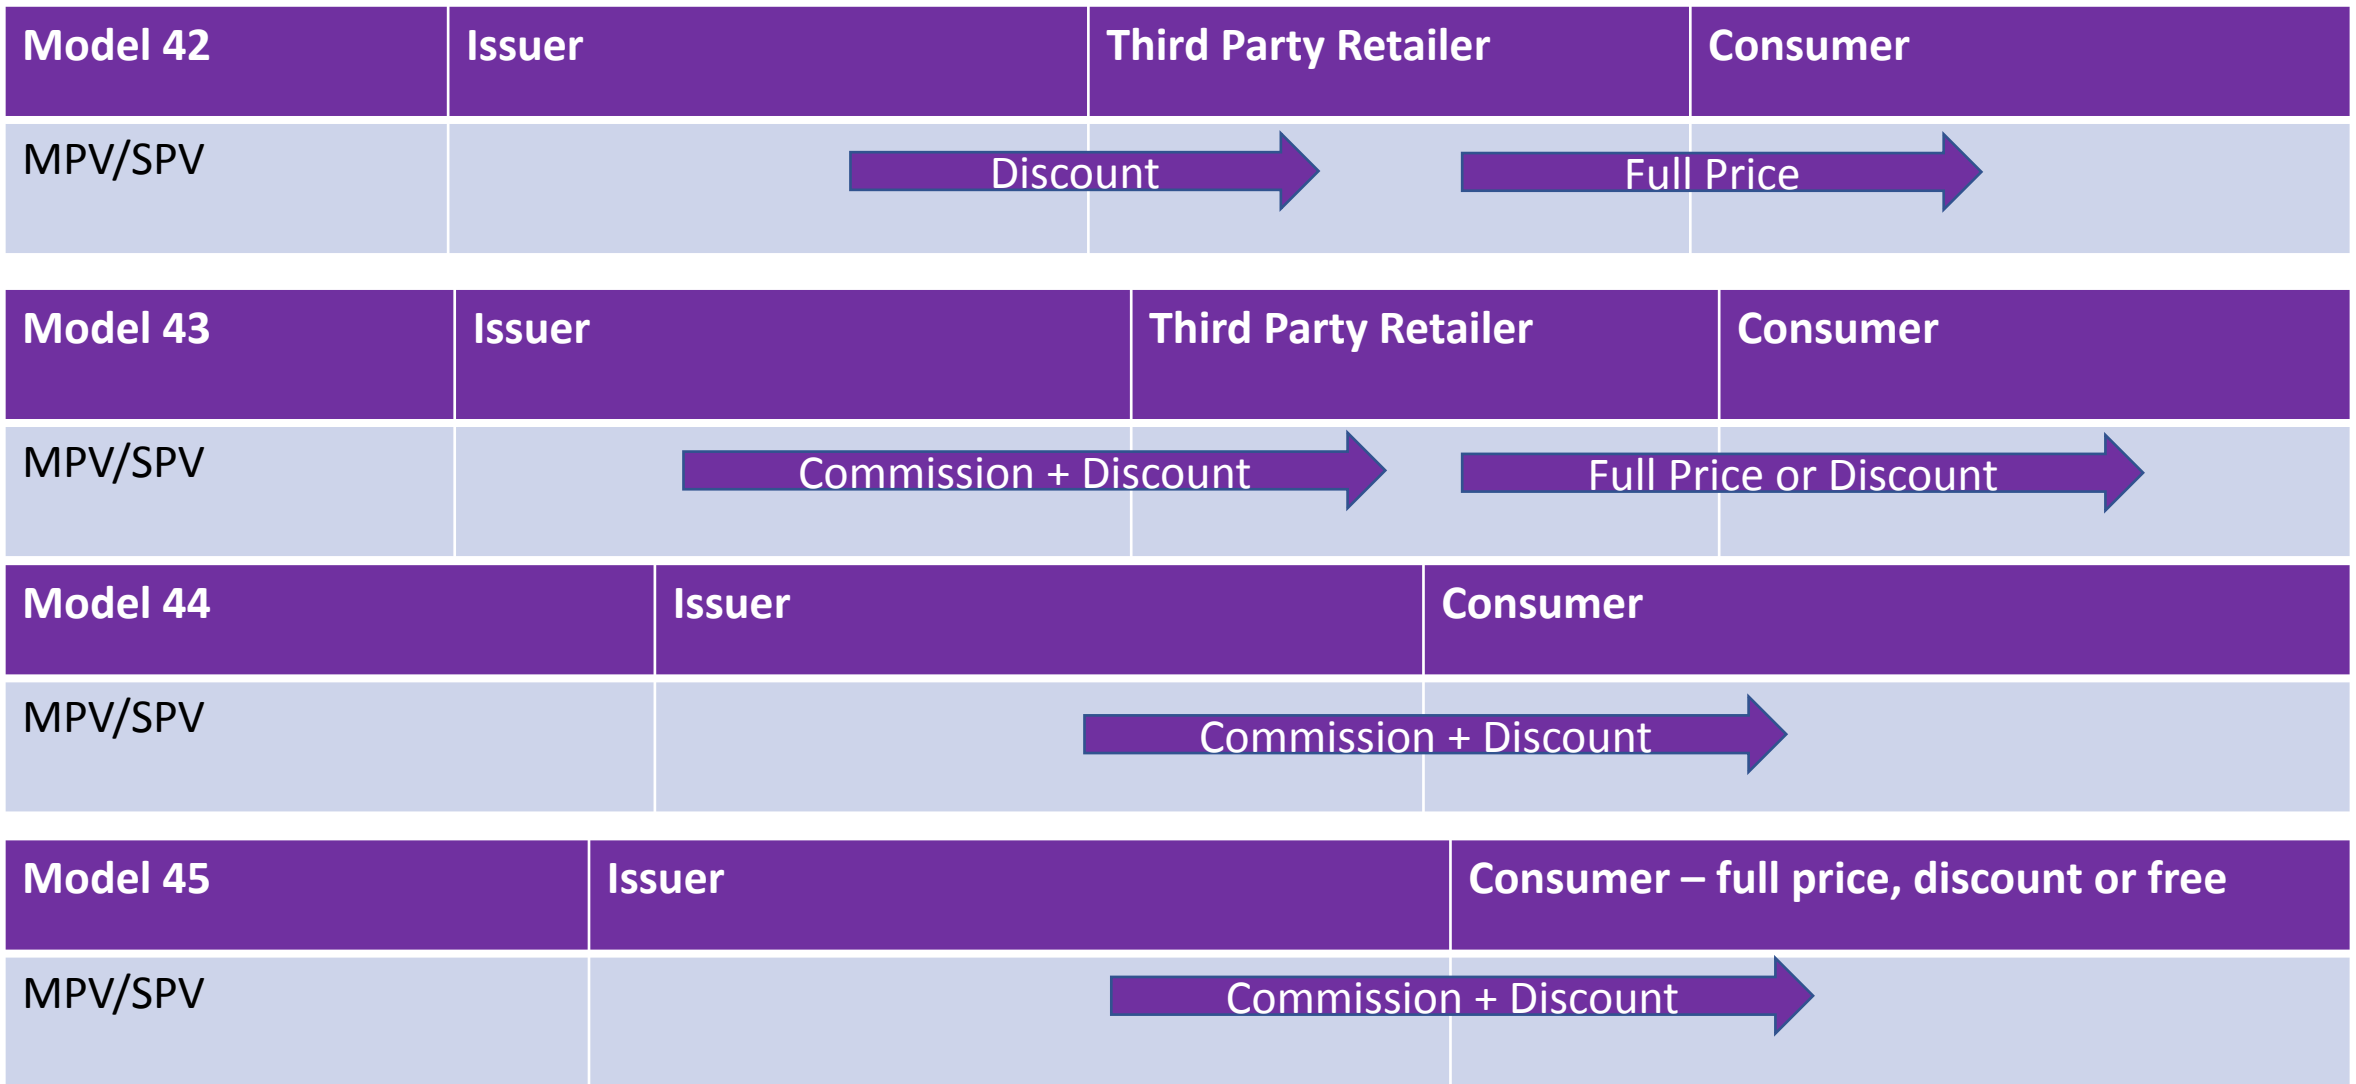 Model 42 Issuer Third Party Retailer Consumer
MPV/SPV Discount Full Price
Model 43 Issuer Third Party Retailer Consumer
MPV/SPV Commission + Discount Full Price or Discount
Model 44 Issuer Consumer
MPV/SPV Commission + Discount
Model 45 Issuer Consumer – full price, discount or free
MPV/SPV Commission + Discount